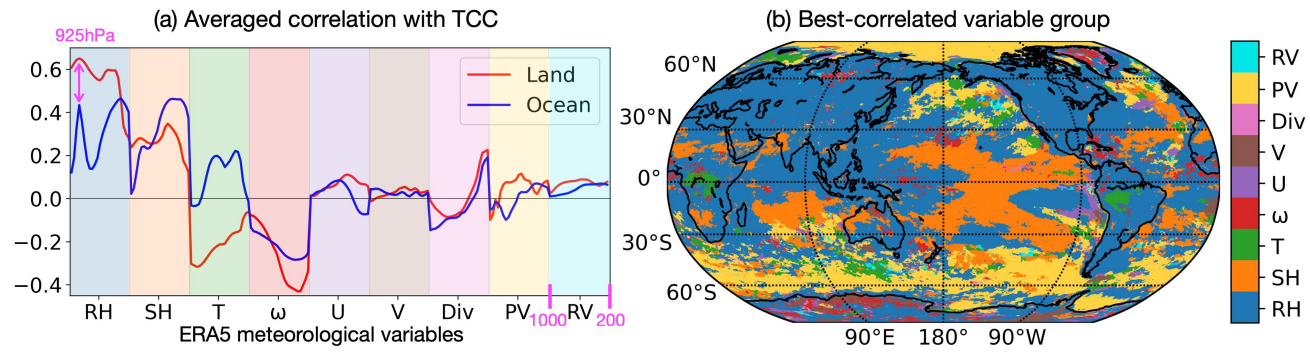 (a) Averaged correlation with TCC
925hPa
0.6
0.4
0.2
0.0
−0.2
−0.4
Land
Ocean
RH SH T ω U V Div PV RV
1000 200
ERA5 meteorological variables
(b) Best-correlated variable group
60°N
30°N
0°
30°S
60°S
90°E 180° 90°W
RV
PV
Div
V
U
ω
T
SH
RH